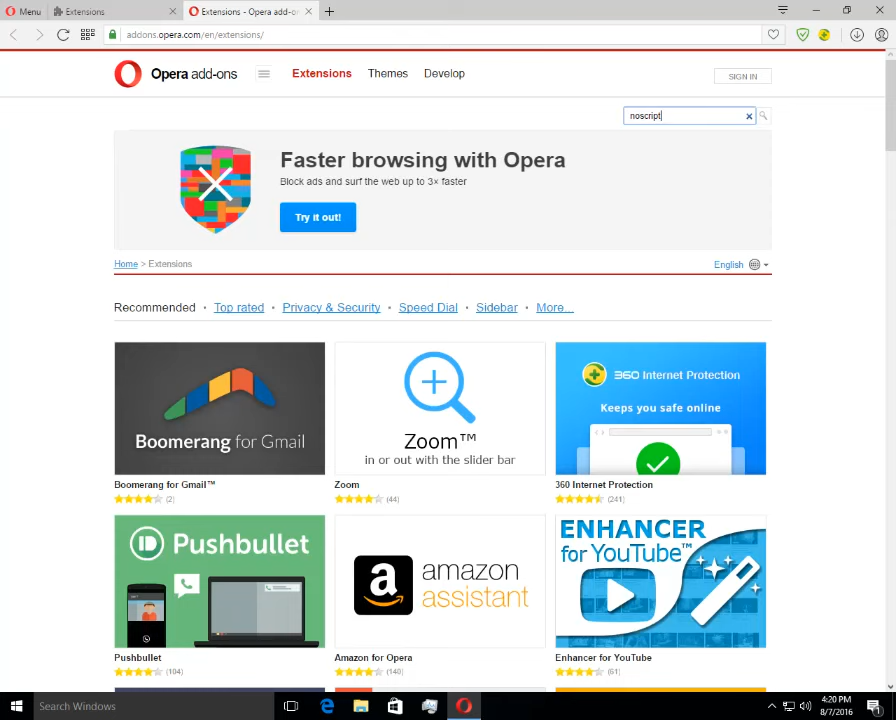 Menu
Extensions
Extensions - Opera add-o
addons.opera.com/en/extensions/
Opera add-ons
Extensions
Themes
Develop
SIGN IN
noscript
Faster browsing with Opera
Block ads and surf the web up to 3× faster
Try it out!
Home > Extensions
English
Recommended • Top rated • Privacy & Security • Speed Dial • Sidebar • More...
Boomerang for Gmail
Zoom™
in or out with the slider bar
360 Internet Protection
Keeps you safe online
Boomerang for Gmail™
(2)
Zoom
(44)
360 Internet Protection
(241)
Pushbullet
amazon
assistant
ENHANCER
for YouTube™
Pushbullet
(104)
Amazon for Opera
(140)
Enhancer for YouTube
(61)
Search Windows
4:20 PM
8/7/2016
1